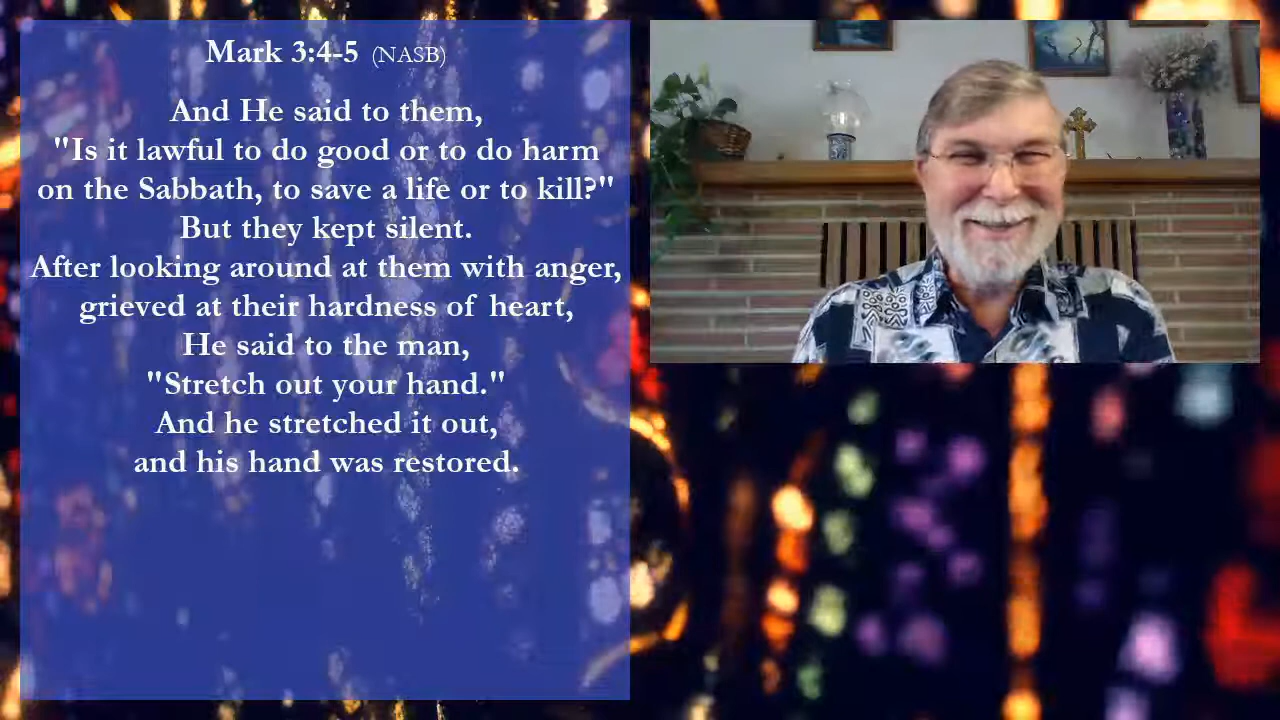 Mark 3:4-5 (NASB)
And He said to them,
"Is it lawful to do good or to do harm
on the Sabbath, to save a life or to kill?"
But they kept silent.
After looking around at them with anger,
grieved at their hardness of heart,
He said to the man,
"Stretch out your hand."
And he stretched it out,
and his hand was restored.